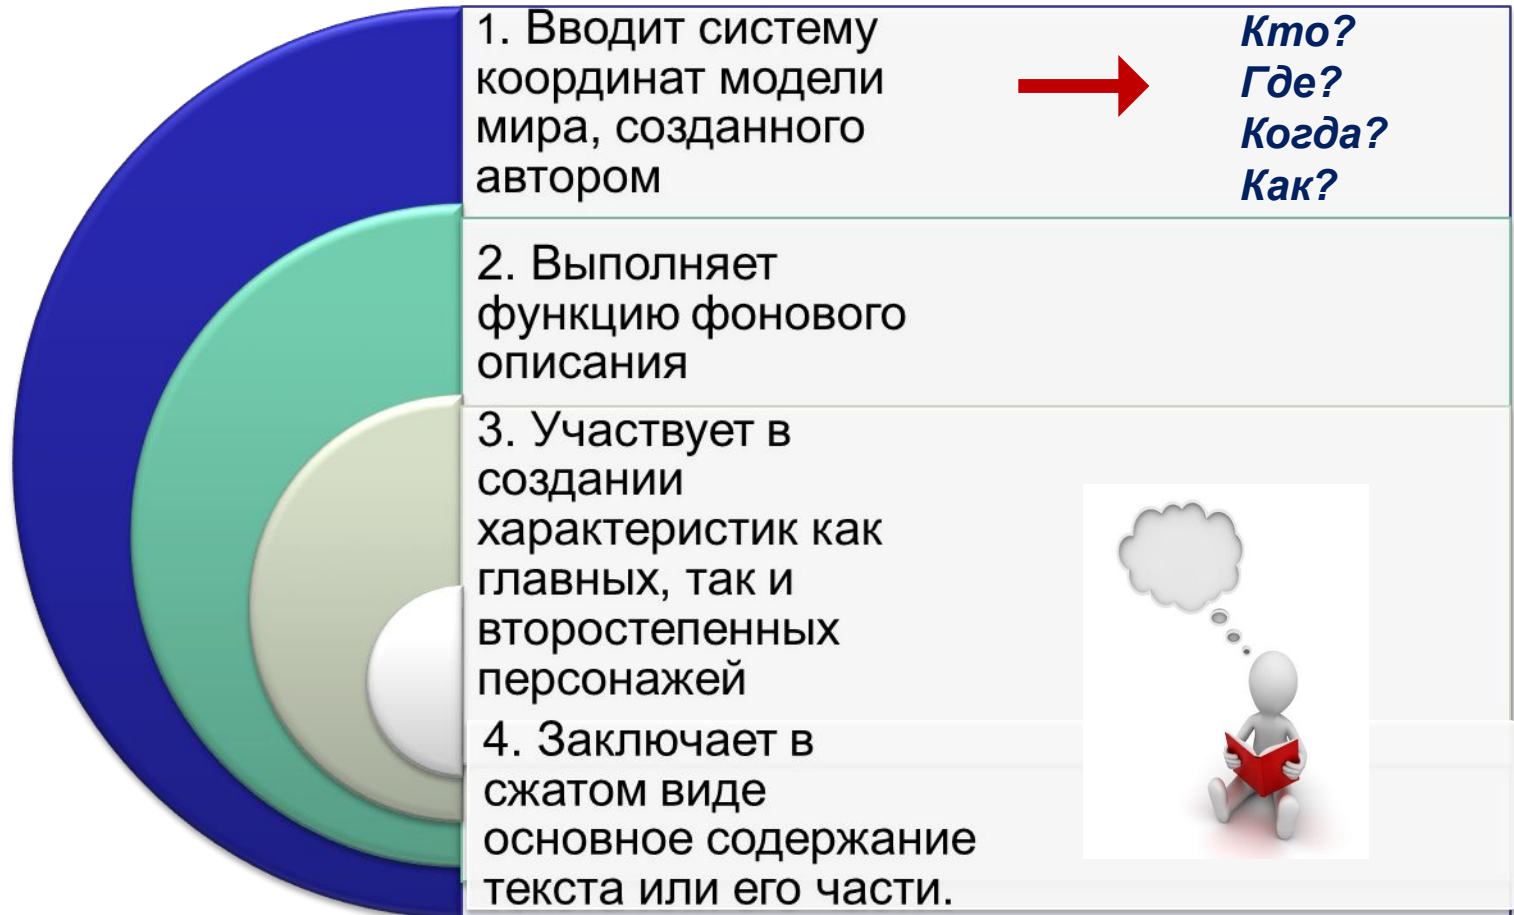 1. Вводит систему
координат модели
мира, созданного
автором
Кто?
Где?
Когда?
Как?
2. Выполняет
функцию фонового
описания
3. Участвует в
создании
характеристик как
главных, так и
второстепенных
персонажей
4. Заключает в
сжатом виде
основное содержание
текста или его части.